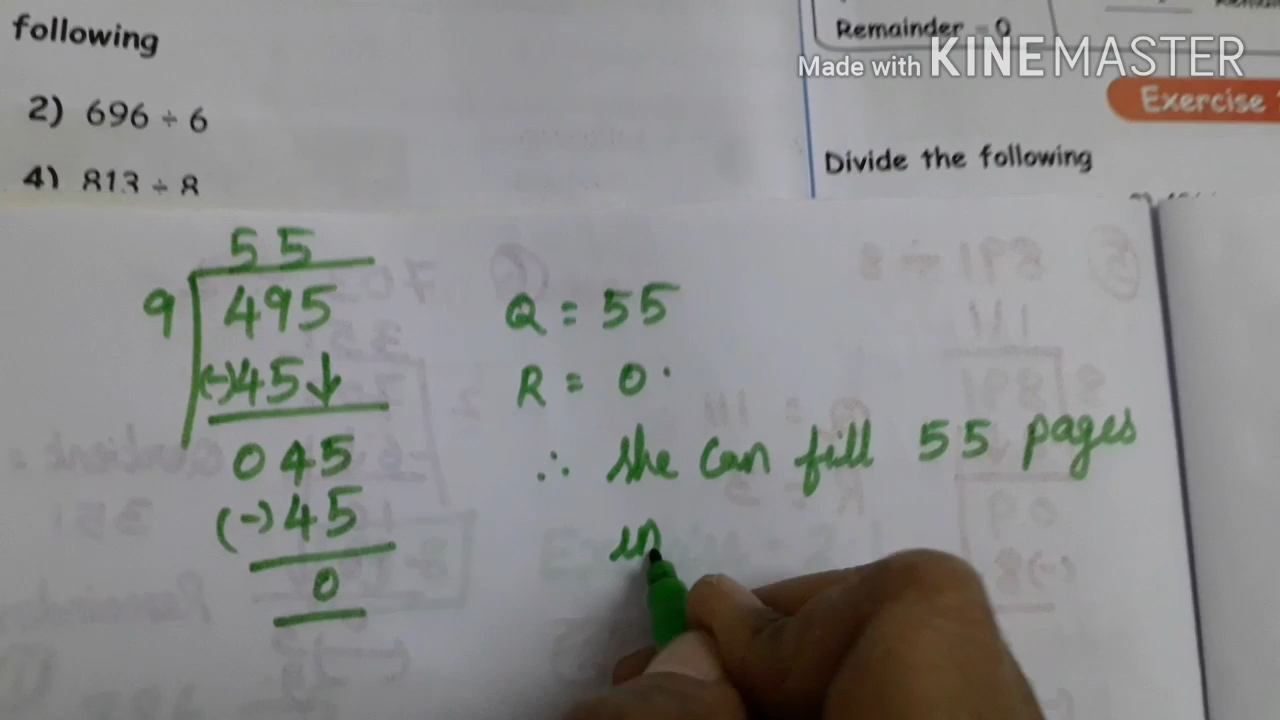 following
2) 696 ÷ 6
4) 813 ÷ 8
Remainder = 0
Made with KINEMASTER
Exercise
Divide the following
55
9 495
(-)45↓
045
(-)45
0
Q = 55
R = 0.
∴ She can fill 55 pages
in